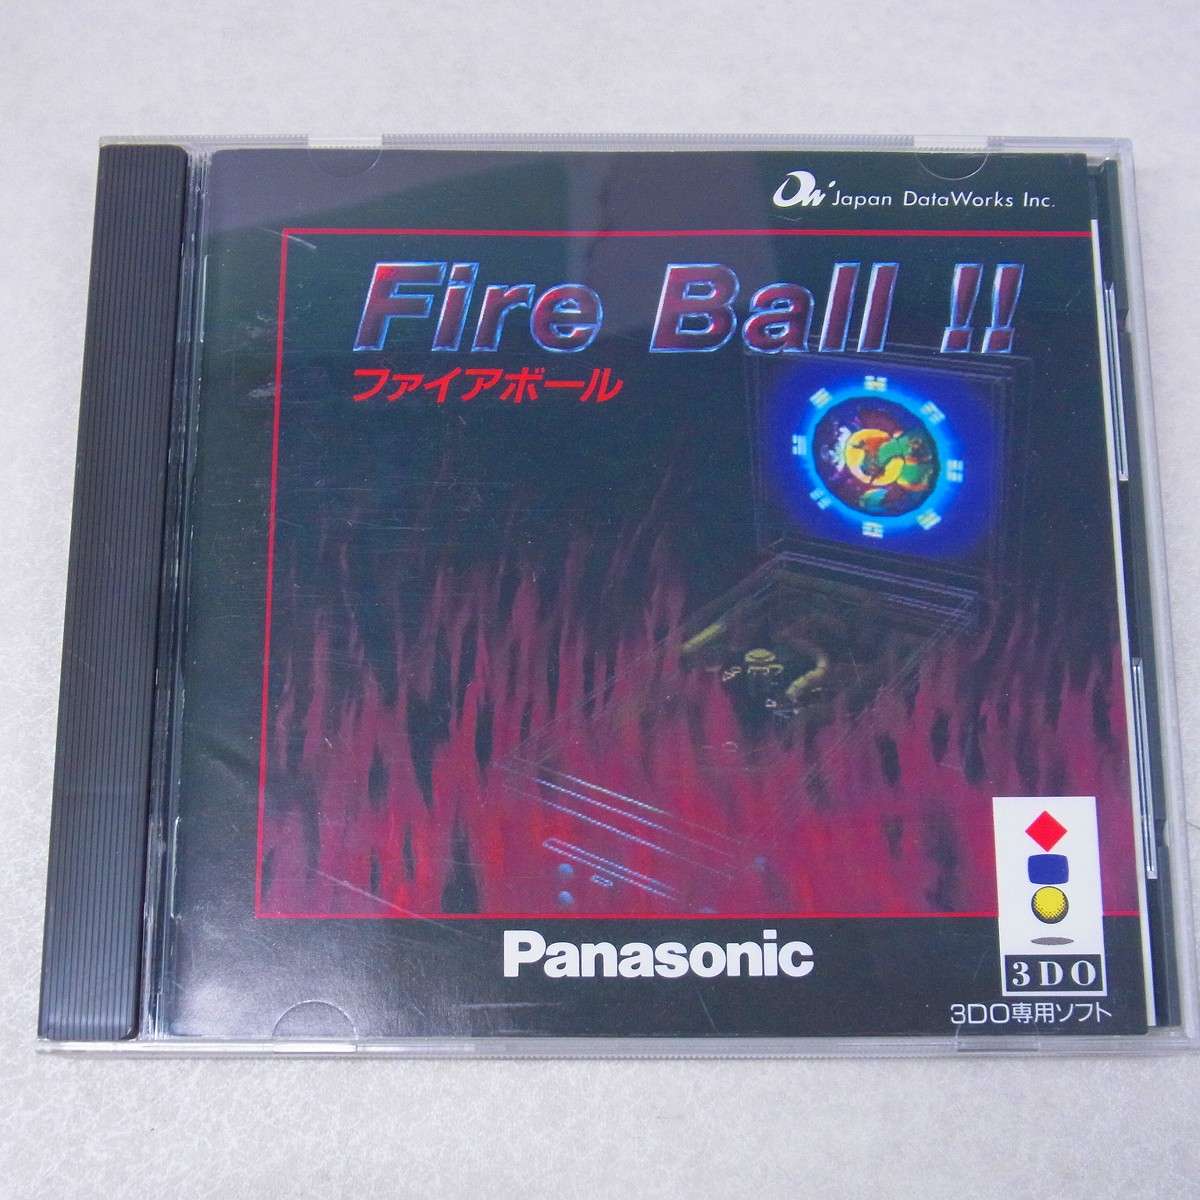 Japan DataWorks Inc.
Fire Ball !!
ファイアボール
Panasonic
3DO
3DO専用ソフト